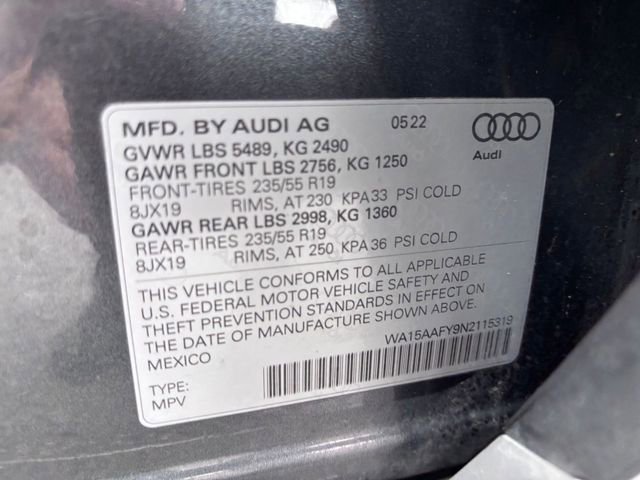 MFD. BY AUDI AG 05 22
Audi
GVWR LBS 5489, KG 2490
GAWR FRONT LBS 2756, KG 1250
FRONT-TIRES 235/55 R19
8JX19 RIMS, AT 230 KPA 33 PSI COLD
GAWR REAR LBS 2998, KG 1360
REAR-TIRES 235/55 R19
8JX19 RIMS, AT 250 KPA 36 PSI COLD
THIS VEHICLE CONFORMS TO ALL APPLICABLE
U.S. FEDERAL MOTOR VEHICLE SAFETY AND
THEFT PREVENTION STANDARDS IN EFFECT ON
THE DATE OF MANUFACTURE SHOWN ABOVE.
MEXICO WA15AAFY9N2115319
TYPE:
MPV